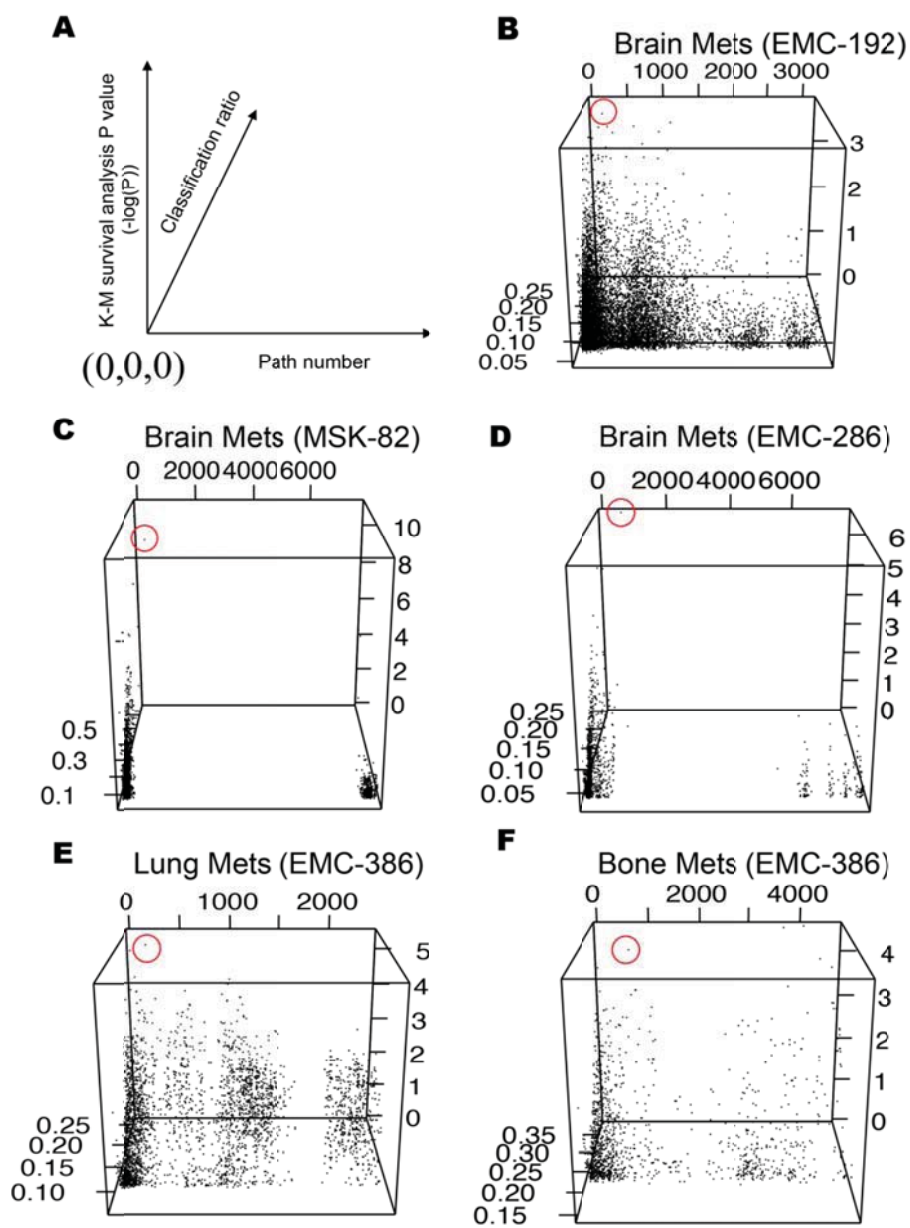 A
K-M survival analysis P value
(-log(P))
Classification ratio
(0,0,0)
Path number
B
Brain Mets (EMC-192)
0 1000 2000 3000
3
2
1
0
0.25
0.20
0.15
0.10
0.05
C
Brain Mets (MSK-82)
0 2000 4000 6000
10
8
6
4
2
0
0.5
0.3
0.1
D
Brain Mets (EMC-286)
0 2000 4000 6000
6
5
4
3
2
1
0
0.25
0.20
0.15
0.10
0.05
E
Lung Mets (EMC-386)
0 1000 2000
5
4
3
2
1
0
0.25
0.20
0.15
0.10
F
Bone Mets (EMC-386)
0 2000 4000
4
3
2
1
0
0.35
0.30
0.25
0.20
0.15